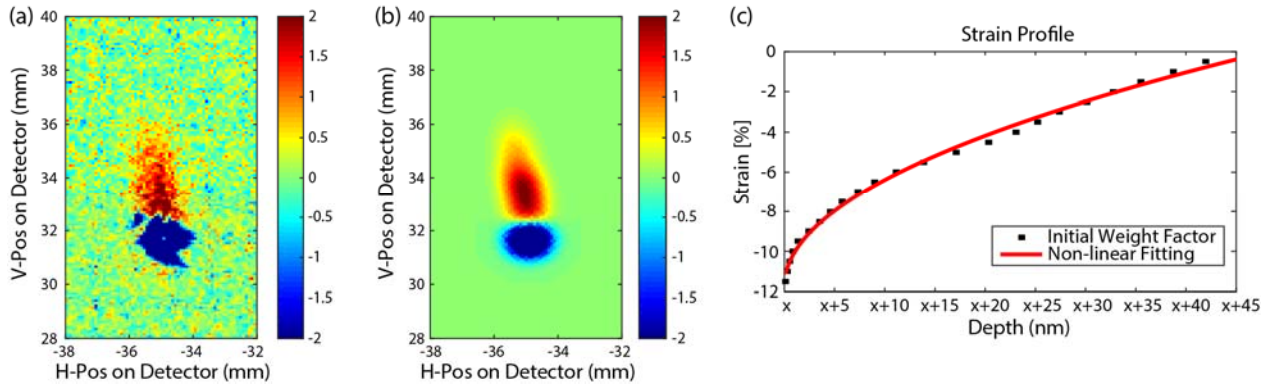 (a)
40
38
36
34
32
30
28
V-Pos on Detector (mm)
-38
-36
-34
-32
H-Pos on Detector (mm)
2
1.5
1
0.5
0
-0.5
-1
-1.5
-2
(b)
40
38
36
34
32
30
28
V-Pos on Detector (mm)
-38
-36
-34
-32
H-Pos on Detector (mm)
2
1.5
1
0.5
0
-0.5
-1
-1.5
-2
(c)
Strain Profile
0
-2
-4
-6
-8
-10
-12
Strain [%]
Initial Weight Factor
Non-linear Fitting
x
x+5
x+10
x+15
x+20
x+25
x+30
x+35
x+40
x+45
Depth (nm)